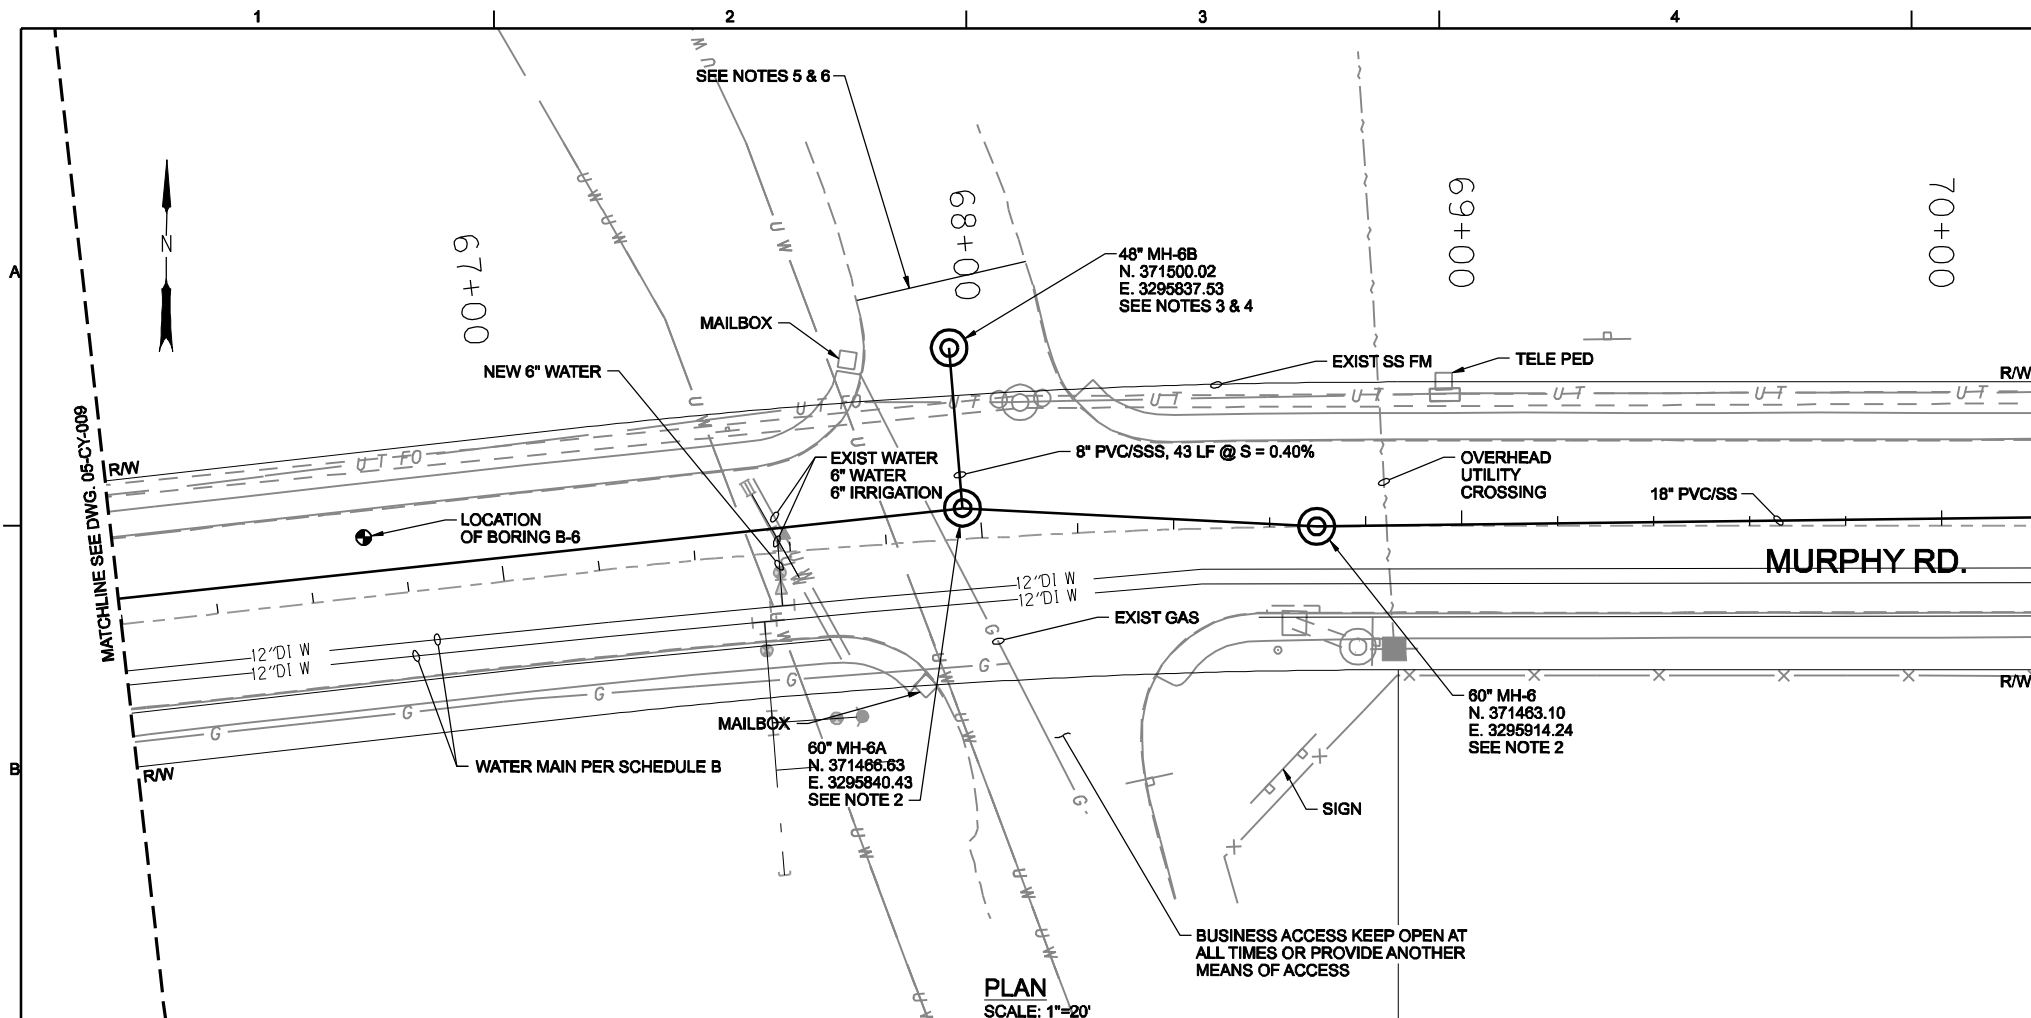 1
2
3
4
A
B
SEE NOTES 5 & 6
U W
U W U W
U W
N
67+00
68+00
69+00
70+00
48" MH-6B
N. 371500.02
E. 3295837.53
SEE NOTES 3 & 4
MAILBOX
NEW 6" WATER
EXIST SS FM
TELE PED
R/W
U T FO
U T
U T
U T
U T
U T
U T
U W
U W
MATCHLINE SEE DWG. 05-CY-009
R/W
U T FO
EXIST WATER
6" WATER
6" IRRIGATION
8" PVC/SSS, 43 LF @ S = 0.40%
OVERHEAD
UTILITY
CROSSING
18" PVC/SS
LOCATION
OF BORING B-6
MURPHY RD.
12"DI W
12"DI W
EXIST GAS
G
12"DI W
12"DI W
U W
U W
G
G
G
G
G
R/W
MAILBOX
60" MH-6A
N. 371466.63
E. 3295840.43
SEE NOTE 2
60" MH-6
N. 371463.10
E. 3295914.24
SEE NOTE 2
WATER MAIN PER SCHEDULE B
R/W
U W
G
SIGN
U W
U W
BUSINESS ACCESS KEEP OPEN AT
ALL TIMES OR PROVIDE ANOTHER
MEANS OF ACCESS
U W
U W
PLAN
SCALE: 1"=20'